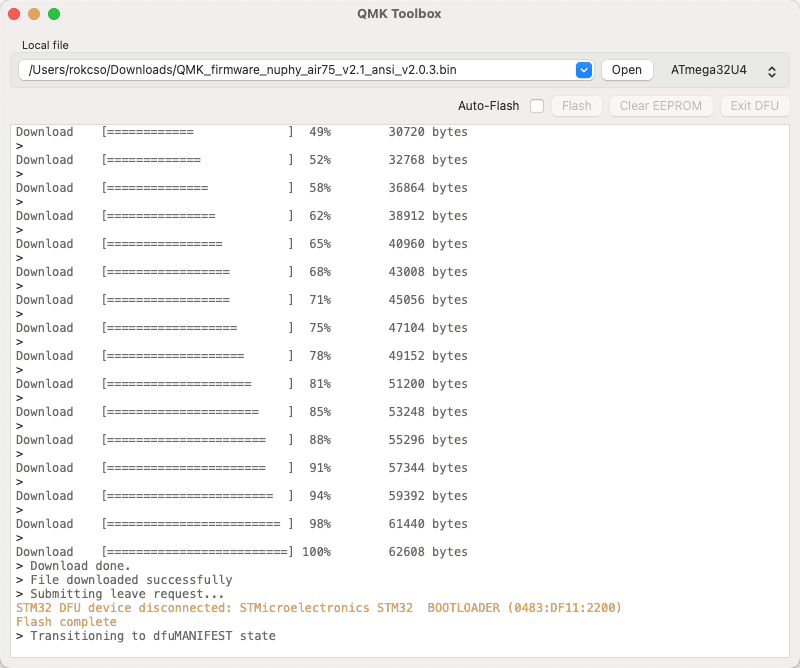 QMK Toolbox
Local file
/Users/rokcso/Downloads/QMK_firmware_nuphy_air75_v2.1_ansi_v2.0.3.bin Open ATmega32U4
Auto-Flash Flash Clear EEPROM Exit DFU
Download    [============             ]  49%        30720 bytes
>
Download    [=============            ]  52%        32768 bytes
>
Download    [==============           ]  58%        36864 bytes
>
Download    [===============          ]  62%        38912 bytes
>
Download    [================         ]  65%        40960 bytes
>
Download    [=================        ]  68%        43008 bytes
>
Download    [=================        ]  71%        45056 bytes
>
Download    [==================       ]  75%        47104 bytes
>
Download    [===================      ]  78%        49152 bytes
>
Download    [====================     ]  81%        51200 bytes
>
Download    [=====================    ]  85%        53248 bytes
>
Download    [======================   ]  88%        55296 bytes
>
Download    [======================   ]  91%        57344 bytes
>
Download    [=======================  ]  94%        59392 bytes
>
Download    [======================== ]  98%        61440 bytes
>
Download    [=========================] 100%        62608 bytes
> Download done.
> File downloaded successfully
> Submitting leave request...
STM32 DFU device disconnected: STMicroelectronics STM32  BOOTLOADER (0483:DF11:2200)
Flash complete
> Transitioning to dfuMANIFEST state